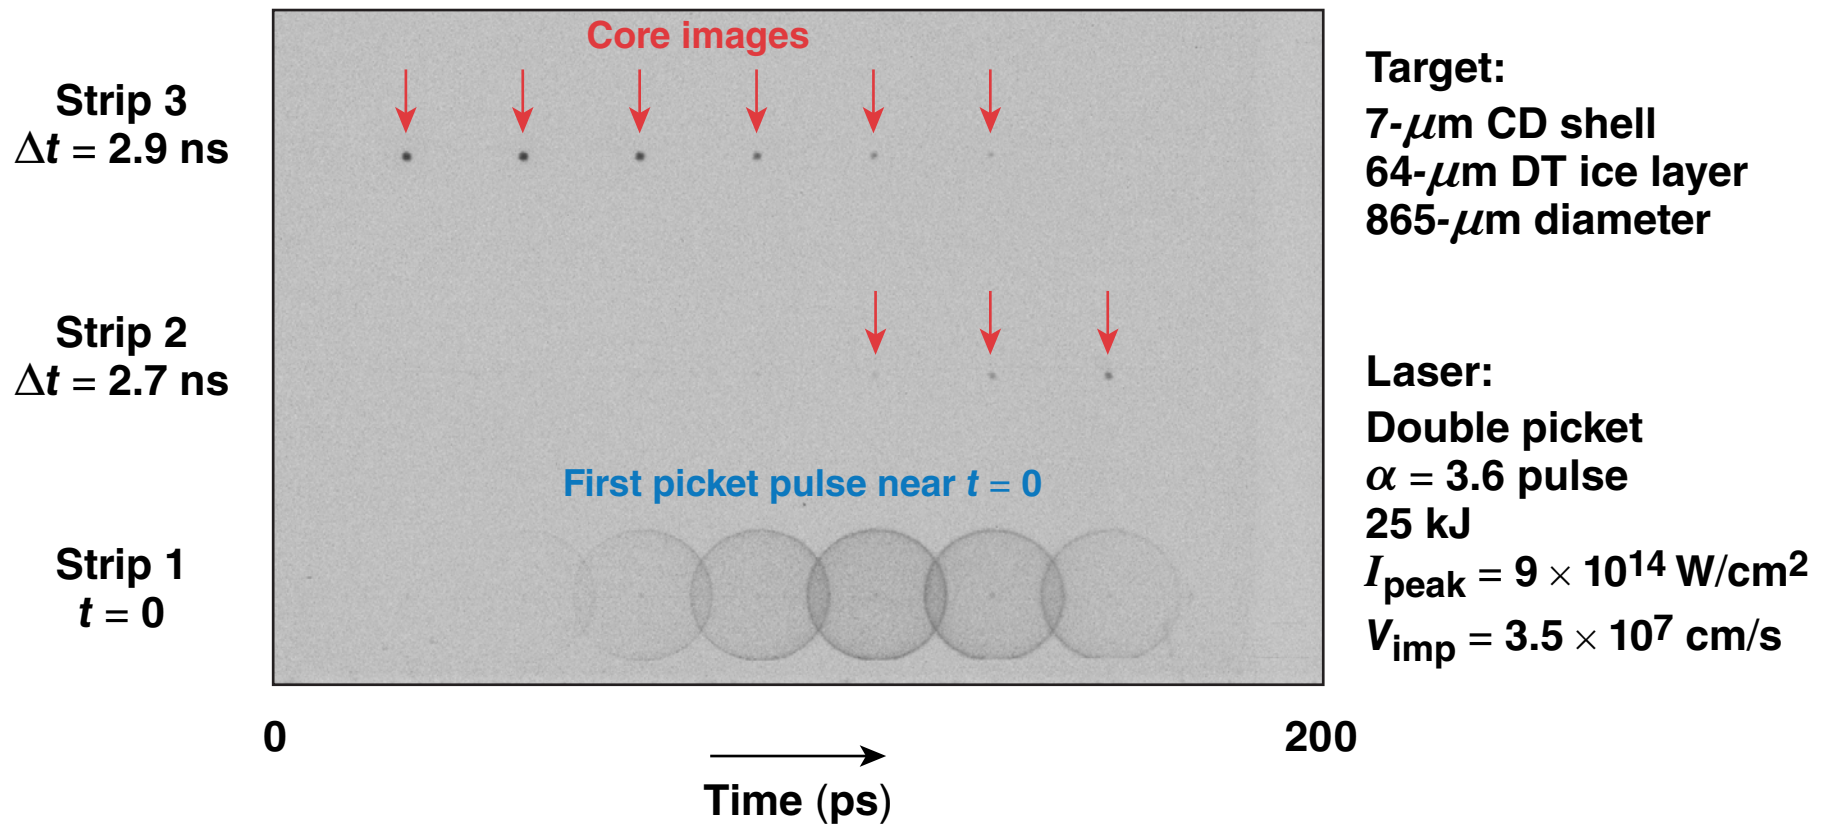 Core images
Strip 3
Δt = 2.9 ns
Strip 2
Δt = 2.7 ns
First picket pulse near t = 0
Strip 1
t = 0
0
200
Time (ps)
Target:
7-μm CD shell
64-μm DT ice layer
865-μm diameter
Laser:
Double picket
α = 3.6 pulse
25 kJ
Ipeak = 9 × 10¹⁴ W/cm²
Vimp = 3.5 × 10⁷ cm/s